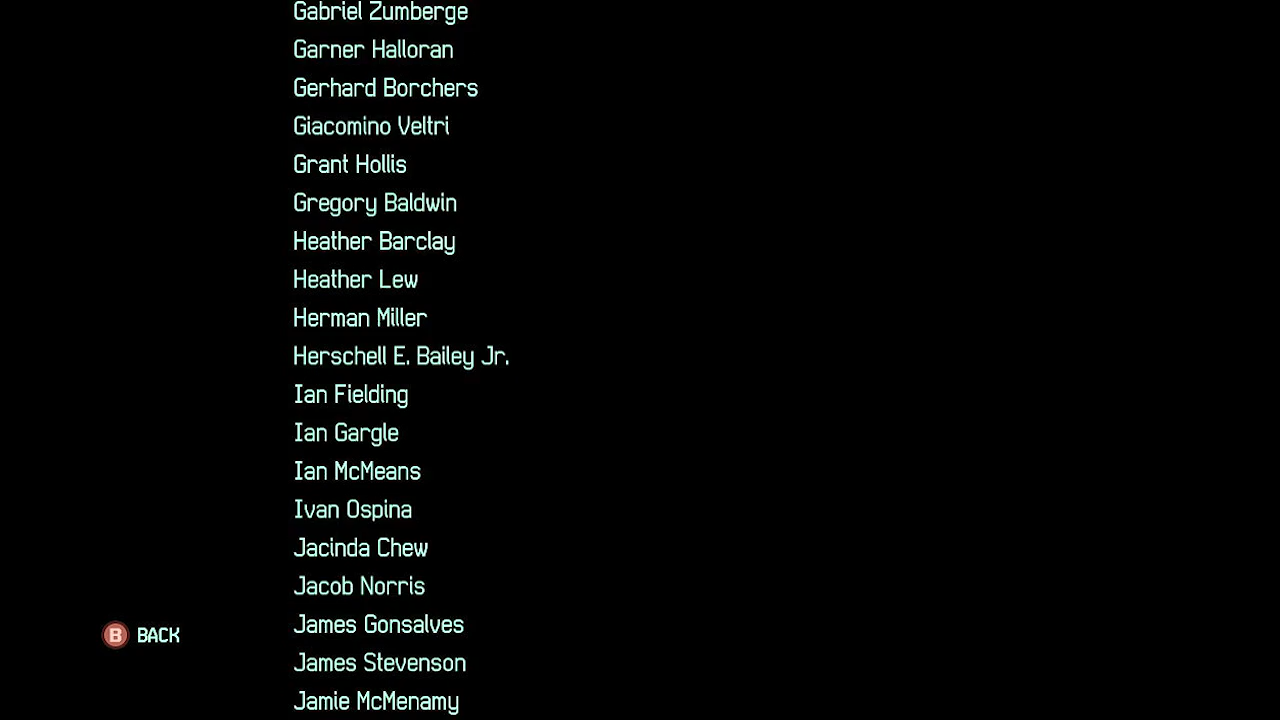 Gabriel Zumberge
Garner Halloran
Gerhard Borchers
Giacomino Veltri
Grant Hollis
Gregory Baldwin
Heather Barclay
Heather Lew
Herman Miller
Herschell E. Bailey Jr.
Ian Fielding
Ian Gargle
Ian McMeans
Ivan Ospina
Jacinda Chew
Jacob Norris
James Gonsalves
B BACK
James Stevenson
Jamie McMenamy